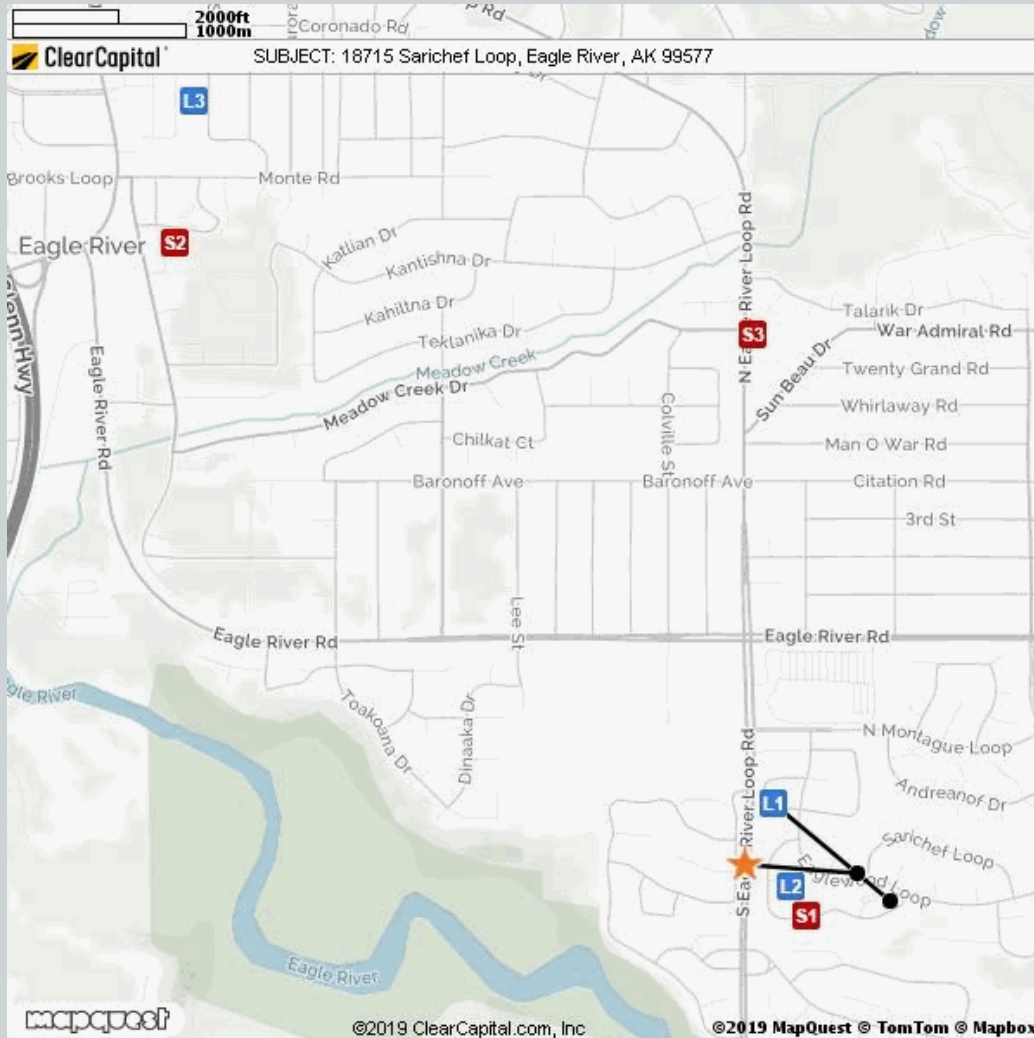 2000ft
1000m
Coronado Rd
ClearCapital
SUBJECT: 18715 Sarichef Loop, Eagle River, AK 99577
L3
Brooks Loop
Monte Rd
N Eagle River Loop Rd
Eagle River
S2
Katlian Dr
Kantishna Dr
Glenn Hwy
Kahiltna Dr
Talarik Dr
Teklanika Dr
S3
War Admiral Rd
Meadow Creek
Sun Beau Dr
Twenty Grand Rd
Eagle River Rd
Meadow Creek Dr
Colville St
Whirlaway Rd
Chilkat Ct
Man O War Rd
Baronoff Ave
Baronoff Ave
Citation Rd
3rd St
Lee St
Eagle River Rd
Eagle River Rd
Eagle River
Toakoana Dr
Dinaaka Dr
N Montague Loop
S Eagle River Loop Rd
Andreanof Dr
L1
Sarichef Loop
Eaglewood Loop
L2
S1
Eagle River
mapquest
©2019 ClearCapital.com, Inc
©2019 MapQuest © TomTom © Mapbox